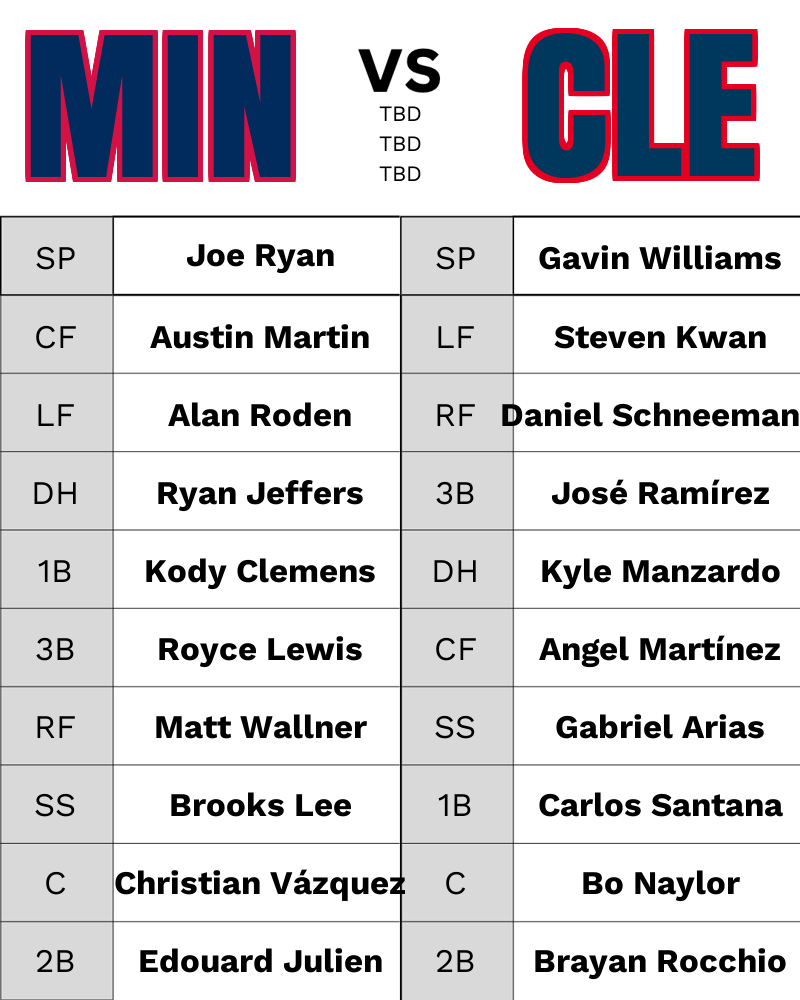 MIN VS CLE
TBD
TBD
TBD
SP Joe Ryan SP Gavin Williams
CF Austin Martin LF Steven Kwan
LF Alan Roden RF Daniel Schneeman
DH Ryan Jeffers 3B José Ramírez
1B Kody Clemens DH Kyle Manzardo
3B Royce Lewis CF Angel Martínez
RF Matt Wallner SS Gabriel Arias
SS Brooks Lee 1B Carlos Santana
C Christian Vázquez C Bo Naylor
2B Edouard Julien 2B Brayan Rocchio